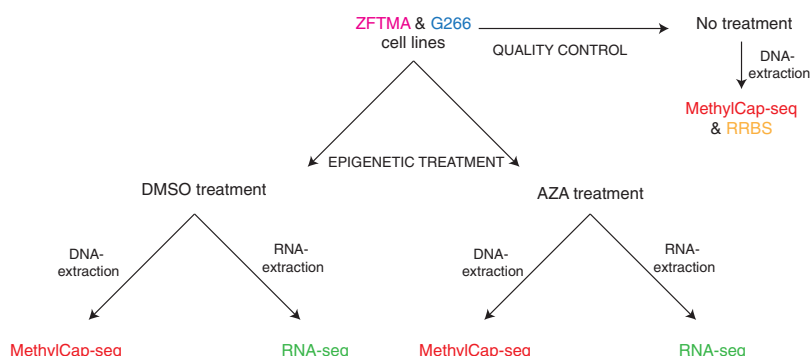 ZFTMA & G266
cell lines
QUALITY CONTROL
No treatment
DNA-
extraction
MethylCap-seq
& RRBS
EPIGENETIC TREATMENT
DMSO treatment
AZA treatment
DNA-
extraction
RNA-
extraction
DNA-
extraction
RNA-
extraction
MethylCap-seq
RNA-seq
MethylCap-seq
RNA-seq